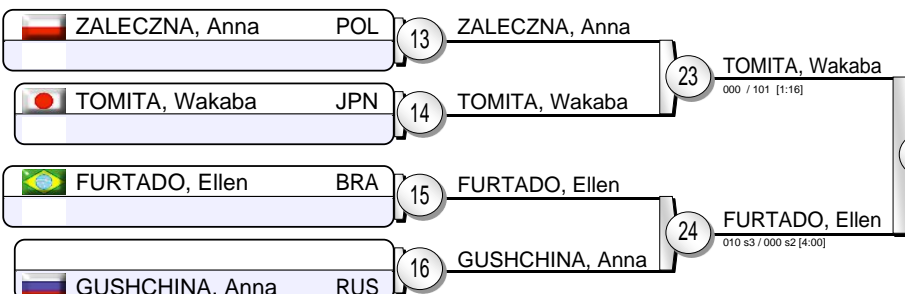 ZALECZNA, Anna POL
13
ZALECZNA, Anna
23
TOMITA, Wakaba
000 / 101 [1:16]
TOMITA, Wakaba JPN
14
TOMITA, Wakaba
FURTADO, Ellen BRA
15
FURTADO, Ellen
24
FURTADO, Ellen
010 s3 / 000 s2 [4:00]
16
GUSHCHINA, Anna
GUSHCHINA, Anna RUS